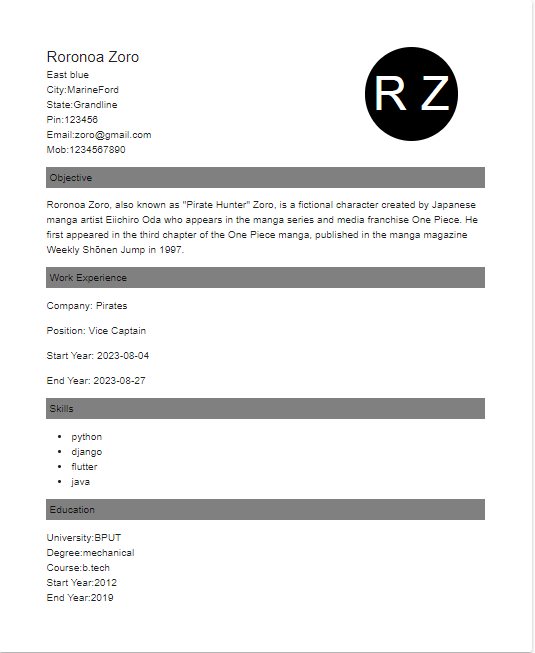 Roronoa Zoro
East blue
City:MarineFord
State:Grandline
Pin:123456
Email:zoro@gmail.com
Mob:1234567890
R Z
Objective
Roronoa Zoro, also known as "Pirate Hunter" Zoro, is a fictional character created by Japanese
manga artist Eiichiro Oda who appears in the manga series and media franchise One Piece. He
first appeared in the third chapter of the One Piece manga, published in the manga magazine
Weekly Shōnen Jump in 1997.
Work Experience
Company: Pirates
Position: Vice Captain
Start Year: 2023-08-04
End Year: 2023-08-27
Skills
• python
• django
• flutter
• java
Education
University:BPUT
Degree:mechanical
Course:b.tech
Start Year:2012
End Year:2019